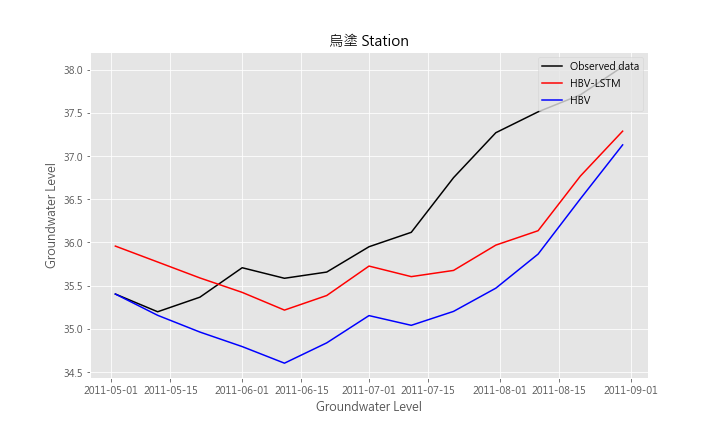 烏塗 Station
Observed data
HBV-LSTM
HBV
Groundwater Level
38.0
37.5
37.0
36.5
36.0
35.5
35.0
34.5
2011-05-01 2011-05-15 2011-06-01 2011-06-15 2011-07-01 2011-07-15 2011-08-01 2011-08-15 2011-09-01
Groundwater Level